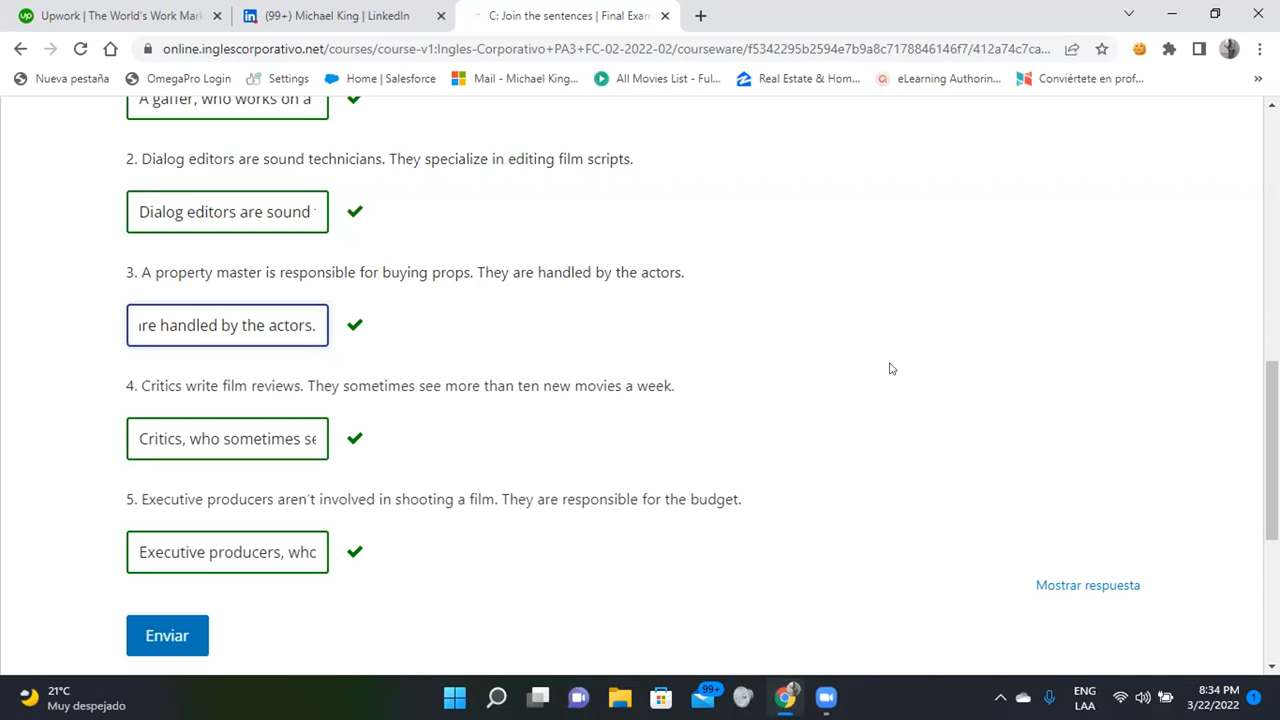 up Upwork | The World's Work Mark
in (99+) Michael King | LinkedIn
C: Join the sentences | Final Exam
online.inglescorporativo.net/courses/course-v1:Ingles-Corporativo+PA3+FC-02-2022-02/courseware/f5342295b2594e7b9a8c7178846146f7/412a74c7ca...
Nueva pestaña
OmegaPro Login
Settings
Home | Salesforce
Mail - Michael King...
All Movies List - Ful...
Real Estate & Hom...
eLearning Authorin...
Conviértete en prof...
»
A gaffer, who works on a
2. Dialog editors are sound technicians. They specialize in editing film scripts.
Dialog editors are sound
3. A property master is responsible for buying props. They are handled by the actors.
are handled by the actors.
4. Critics write film reviews. They sometimes see more than ten new movies a week.
Critics, who sometimes se
5. Executive producers aren't involved in shooting a film. They are responsible for the budget.
Executive producers, who
Mostrar respuesta
Enviar
21°C
Muy despejado
99+
ENG
LAA
8:34 PM
3/22/2022
1